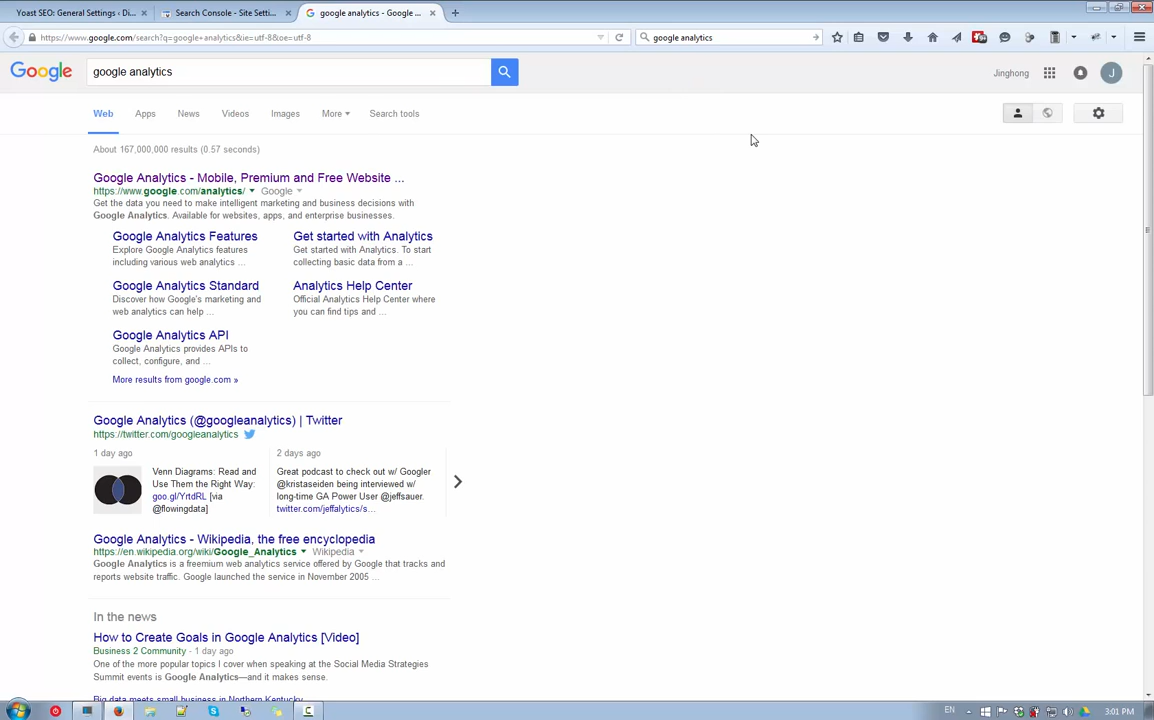 Yoast SEO: General Settings ‹ Di...
Search Console - Site Setti...
google analytics - Google ...
https://www.google.com/search?q=google+analytics&ie=utf-8&oe=utf-8
google analytics
Google
google analytics
Jinghong
J
Web
Apps
News
Videos
Images
More
Search tools
About 167,000,000 results (0.57 seconds)
Google Analytics - Mobile, Premium and Free Website ...
https://www.google.com/analytics/ Google
Get the data you need to make intelligent marketing and business decisions with
Google Analytics. Available for websites, apps, and enterprise businesses.
Google Analytics Features
Explore Google Analytics features
including various web analytics ...
Get started with Analytics
Get started with Analytics. To start
collecting basic data from a ...
Google Analytics Standard
Discover how Google's marketing and
web analytics can help ...
Analytics Help Center
Official Analytics Help Center where
you can find tips and ...
Google Analytics API
Google Analytics provides APIs to
collect, configure, and ...
More results from google.com »
Google Analytics (@googleanalytics) | Twitter
https://twitter.com/googleanalytics
1 day ago
Venn Diagrams: Read and
Use Them the Right Way:
goo.gl/YrtdRL [via
@flowingdata]
2 days ago
Great podcast to check out w/ Googler
@kristaseiden being interviewed w/
long-time GA Power User @jeffsauer.
twitter.com/jeffalytics/s...
Google Analytics - Wikipedia, the free encyclopedia
https://en.wikipedia.org/wiki/Google_Analytics Wikipedia
Google Analytics is a freemium web analytics service offered by Google that tracks and
reports website traffic. Google launched the service in November 2005 ...
In the news
How to Create Goals in Google Analytics [Video]
Business 2 Community - 1 day ago
One of the more popular topics I cover when speaking at the Social Media Strategies
Summit events is Google Analytics—and it makes sense.
Big data meets small business in Northern Kentucky
EN
3:01 PM